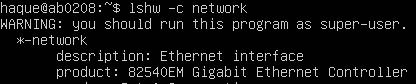 haque@ab0208:~$ lshw -c network
WARNING: you should run this program as super-user.
*-network
description: Ethernet interface
product: 82540EM Gigabit Ethernet Controller